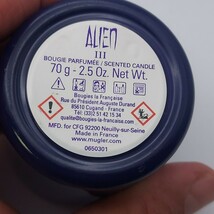 ALIEN
III
BOUGIE PARFUMÉE / SCENTED CANDLE
70 g - 2.5 Oz. Net Wt.
Bougies la Française
Rue du Président Auguste Durand
85610 Cugand - France
Tél.: (33)2 51 42 15 34
qualite@bougies-la-francaise.com
MFD. for CFG 92200 Neuilly-sur-Seine
Made in France
www.mugler.com
0650301